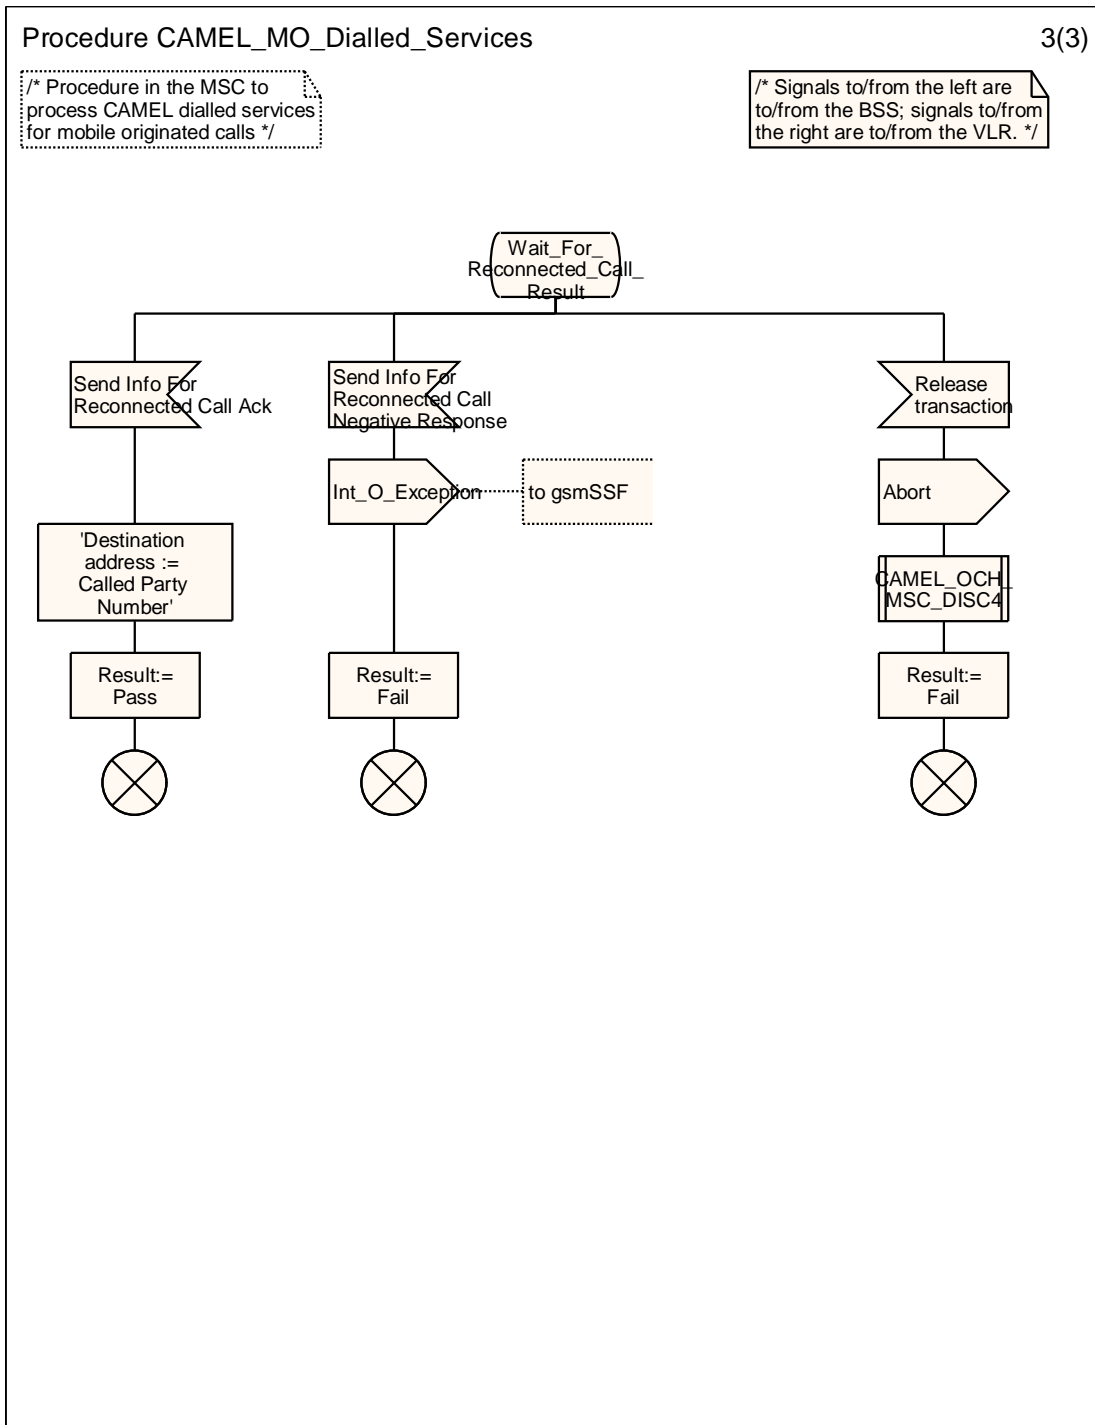 Procedure CAMEL_MO_Dialled_Services
3(3)
/* Procedure in the MSC to
process CAMEL dialled services
for mobile originated calls */
/* Signals to/from the left are
to/from the BSS; signals to/from
the right are to/from the VLR. */
Wait_For_
Reconnected_Call_
Result
Send Info For
Reconnected Call Ack
Send Info For
Reconnected Call
Negative Response
Release
transaction
Int_O_Exception
to gsmSSF
Abort
'Destination
address :=
Called Party
Number'
CAMEL_OCH_
MSC_DISC4
Result:=
Pass
Result:=
Fail
Result:=
Fail